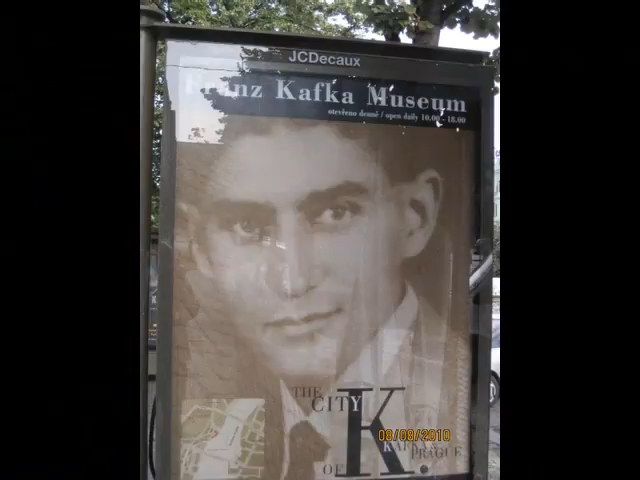 JCDecaux
Franz Kafka Museum
otevřeno denně / open daily 10.00 - 18.00
THE
CITY
K.
OF
KAFKA &
PRAGUE
08/08/2010